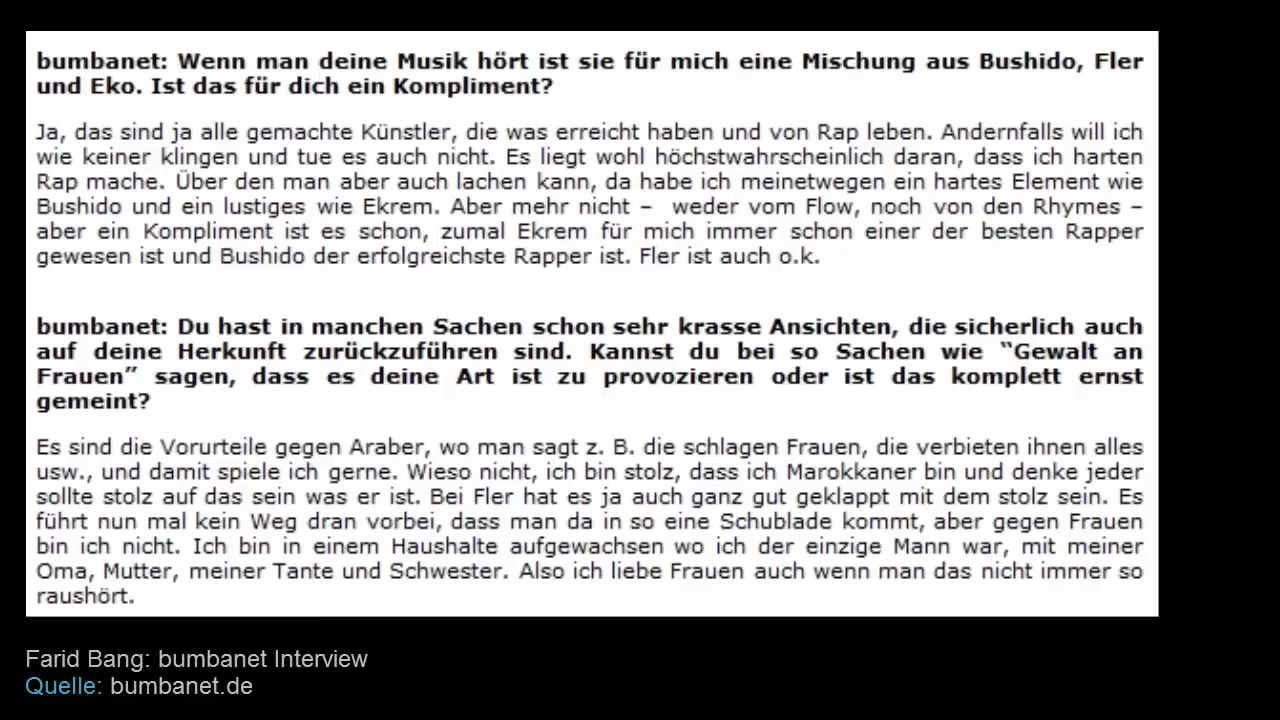 bumbanet: Wenn man deine Musik hört ist sie für mich eine Mischung aus Bushido, Fler
und Eko. Ist das für dich ein Kompliment?
Ja, das sind ja alle gemachte Künstler, die was erreicht haben und von Rap leben. Andernfalls will ich
wie keiner klingen und tue es auch nicht. Es liegt wohl höchstwahrscheinlich daran, dass ich harten
Rap mache. Über den man aber auch lachen kann, da habe ich meinetwegen ein hartes Element wie
Bushido und ein lustiges wie Ekrem. Aber mehr nicht – weder vom Flow, noch von den Rhymes –
aber ein Kompliment ist es schon, zumal Ekrem für mich immer schon einer der besten Rapper
gewesen ist und Bushido der erfolgreichste Rapper ist. Fler ist auch o.k.
bumbanet: Du hast in manchen Sachen schon sehr krasse Ansichten, die sicherlich auch
auf deine Herkunft zurückzuführen sind. Kannst du bei so Sachen wie “Gewalt an
Frauen” sagen, dass es deine Art ist zu provozieren oder ist das komplett ernst
gemeint?
Es sind die Vorurteile gegen Araber, wo man sagt z. B. die schlagen Frauen, die verbieten ihnen alles
usw., und damit spiele ich gerne. Wieso nicht, ich bin stolz, dass ich Marokkaner bin und denke jeder
sollte stolz auf das sein was er ist. Bei Fler hat es ja auch ganz gut geklappt mit dem stolz sein. Es
führt nun mal kein Weg dran vorbei, dass man da in so eine Schublade kommt, aber gegen Frauen
bin ich nicht. Ich bin in einem Haushalte aufgewachsen wo ich der einzige Mann war, mit meiner
Oma, Mutter, meiner Tante und Schwester. Also ich liebe Frauen auch wenn man das nicht immer so
raushört.
Farid Bang: bumbanet Interview
Quelle: bumbanet.de